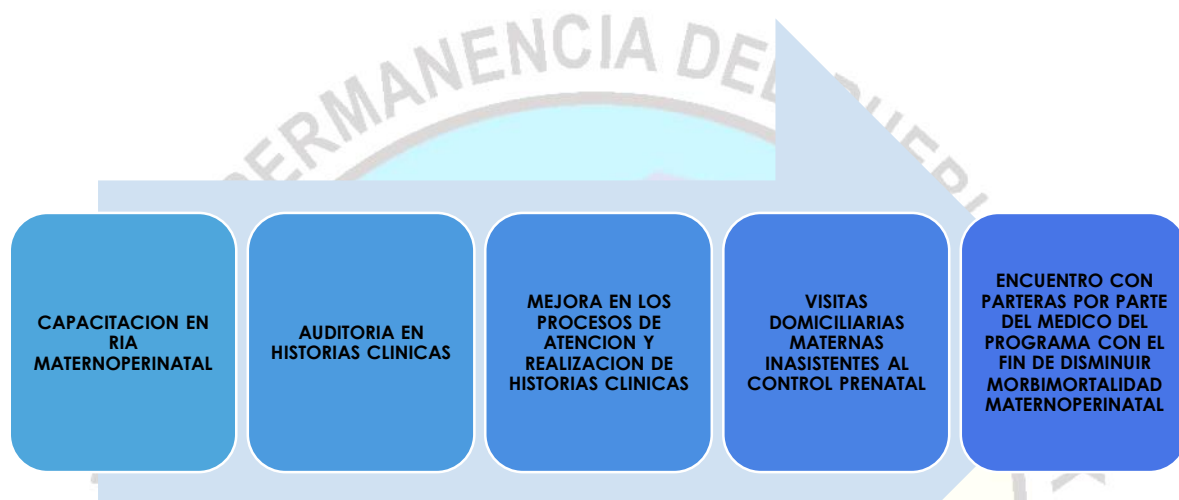 PERMANENCIA DEL
CAPACITACION EN
RIA
MATERNOPERINATAL
AUDITORIA EN
HISTORIAS CLINICAS
MEJORA EN LOS
PROCESOS DE
ATENCION Y
REALIZACION DE
HISTORIAS CLINICAS
VISITAS
DOMICILIARIAS
MATERNAS
INASISTENTES AL
CONTROL PRENATAL
ENCUENTRO CON
PARTERAS POR PARTE
DEL MEDICO DEL
PROGRAMA CON EL
FIN DE DISMINUIR
MORBIMORTALIDAD
MATERNOPERINATAL